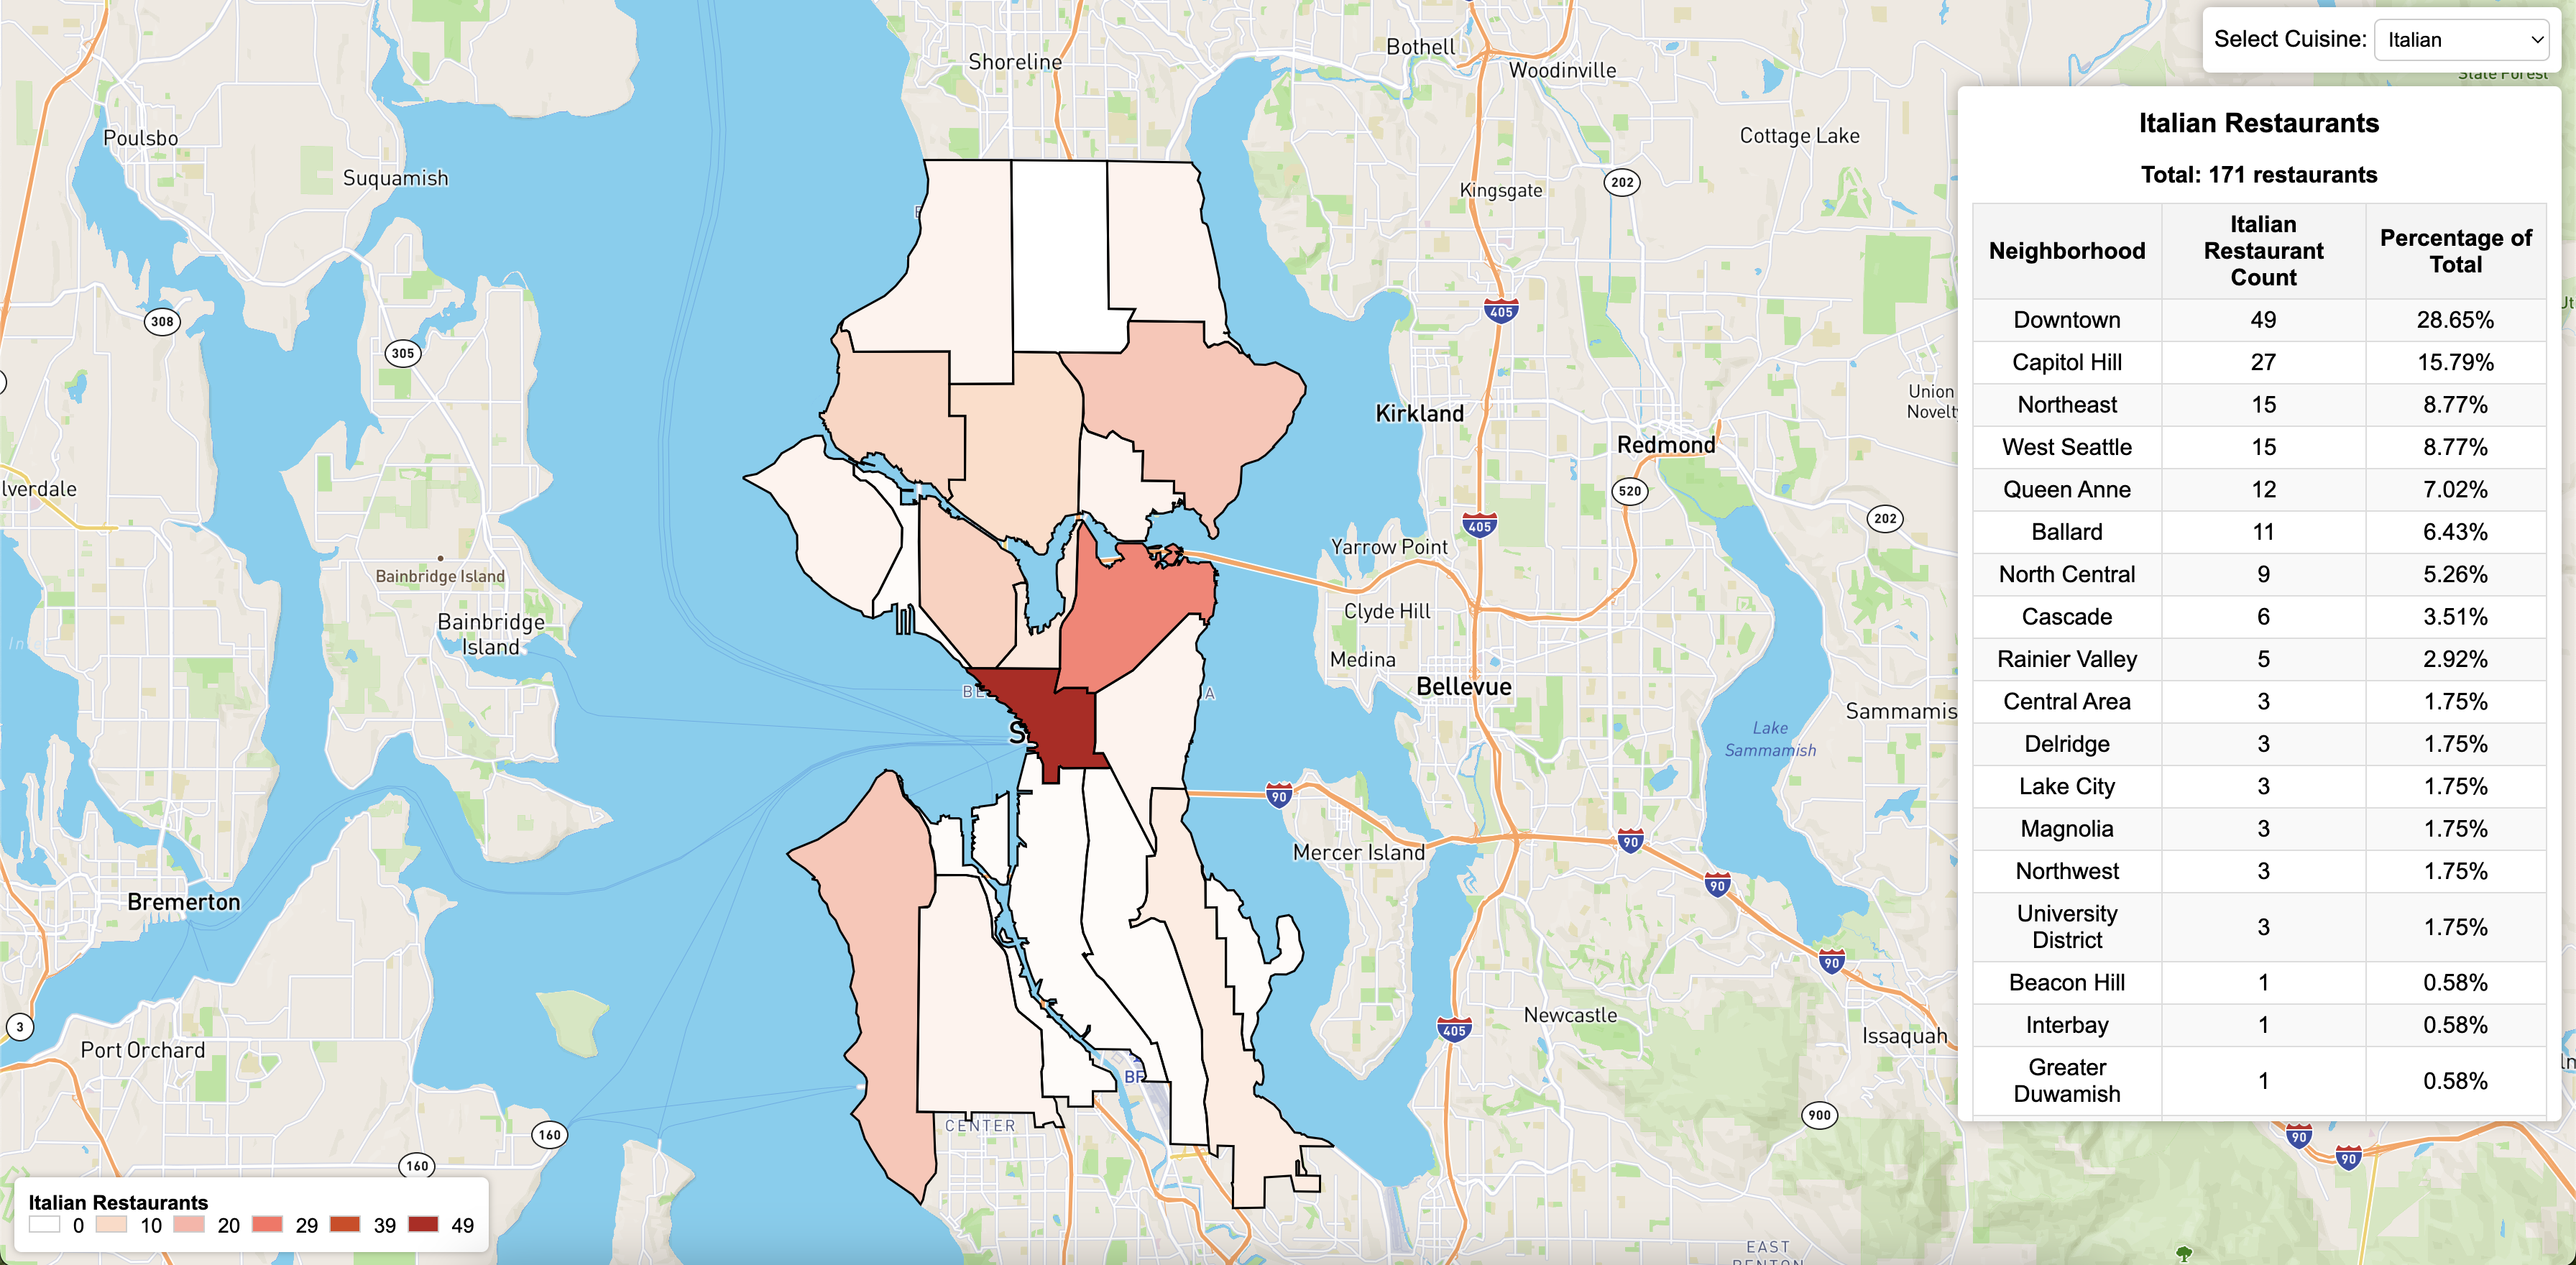 Select Cuisine: Italian
State Forest
Italian Restaurants
Total: 171 restaurants
Neighborhood Italian Restaurant Count Percentage of Total
Downtown 49 28.65%
Capitol Hill 27 15.79%
Northeast 15 8.77%
West Seattle 15 8.77%
Queen Anne 12 7.02%
Ballard 11 6.43%
North Central 9 5.26%
Cascade 6 3.51%
Rainier Valley 5 2.92%
Central Area 3 1.75%
Delridge 3 1.75%
Lake City 3 1.75%
Magnolia 3 1.75%
Northwest 3 1.75%
University District 3 1.75%
Beacon Hill 1 0.58%
Interbay 1 0.58%
Greater Duwamish 1 0.58%
Shoreline
Bothell
Woodinville
Poulsbo
Cottage Lake
Suquamish
Kingsgate
202
308
405
305
Union
Novelt
Kirkland
Redmond
lverdale
520
202
405
Yarrow Point
Bainbridge Island
Clyde Hill
Bainbridge
Island
Medina
Bellevue
BE
A
Sammamis
S
Lake
Sammamish
90
90
Mercer Island
90
Bremerton
90
3
405
Newcastle
Issaquah
Port Orchard
BF
900
CENTER
160
90
90
160
Italian Restaurants
0 10 20 29 39 49
EAST
RENTON